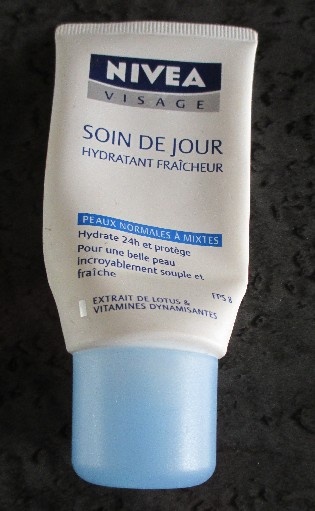 NIVEA
VISAGE
SOIN DE JOUR
HYDRATANT FRAÎCHEUR
PEAUX NORMALES À MIXTES
Hydrate 24h et protège
Pour une belle peau
incroyablement souple et
fraîche
FPS 8
EXTRAIT DE LOTUS &
VITAMINES DYNAMISANTES